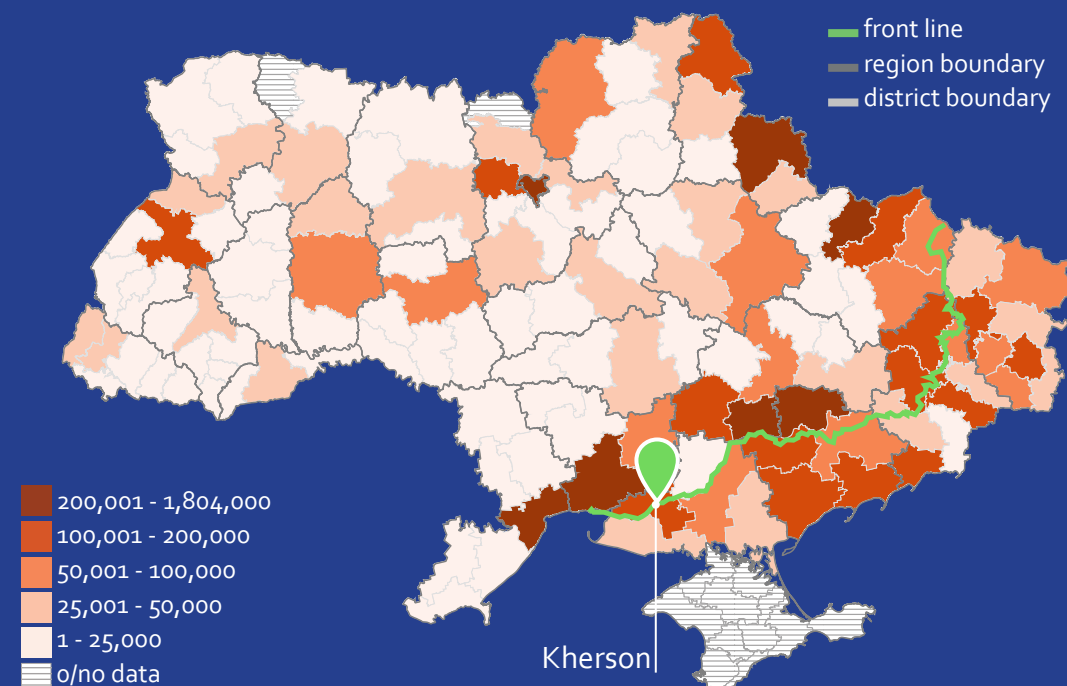 front line
region boundary
district boundary
200,001 - 1,804,000
100,001 - 200,000
50,001 - 100,000
25,001 - 50,000
1 - 25,000
0/no data
Kherson